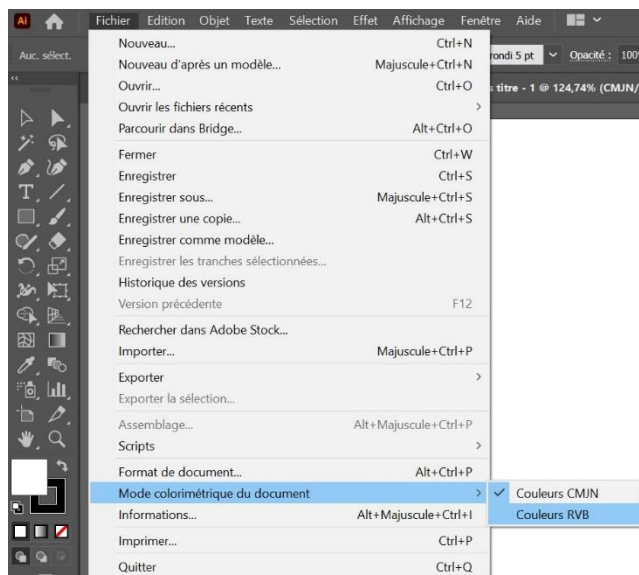 Ai Fichier Edition Objet Texte Sélection Effet Affichage Fenêtre Aide
Auc. sélect. rondi 5 pt Opacité : 100
titre - 1 @ 124,74% (CMJN/
Nouveau... Ctrl+N
Nouveau d'après un modèle... Majuscule+Ctrl+N
Ouvrir... Ctrl+O
Ouvrir les fichiers récents >
Parcourir dans Bridge... Alt+Ctrl+O
Fermer Ctrl+W
Enregistrer Ctrl+S
Enregistrer sous... Majuscule+Ctrl+S
Enregistrer une copie... Alt+Ctrl+S
Enregistrer comme modèle...
Enregistrer les tranches sélectionnées...
Historique des versions
Version précédente F12
Rechercher dans Adobe Stock...
Importer... Majuscule+Ctrl+P
Exporter >
Exporter la sélection...
Assemblage... Alt+Majuscule+Ctrl+P
Scripts >
Format de document... Alt+Ctrl+P
Mode colorimétrique du document > ✓ Couleurs CMJN
Informations... Alt+Majuscule+Ctrl+I Couleurs RVB
Imprimer... Ctrl+P
Quitter Ctrl+Q